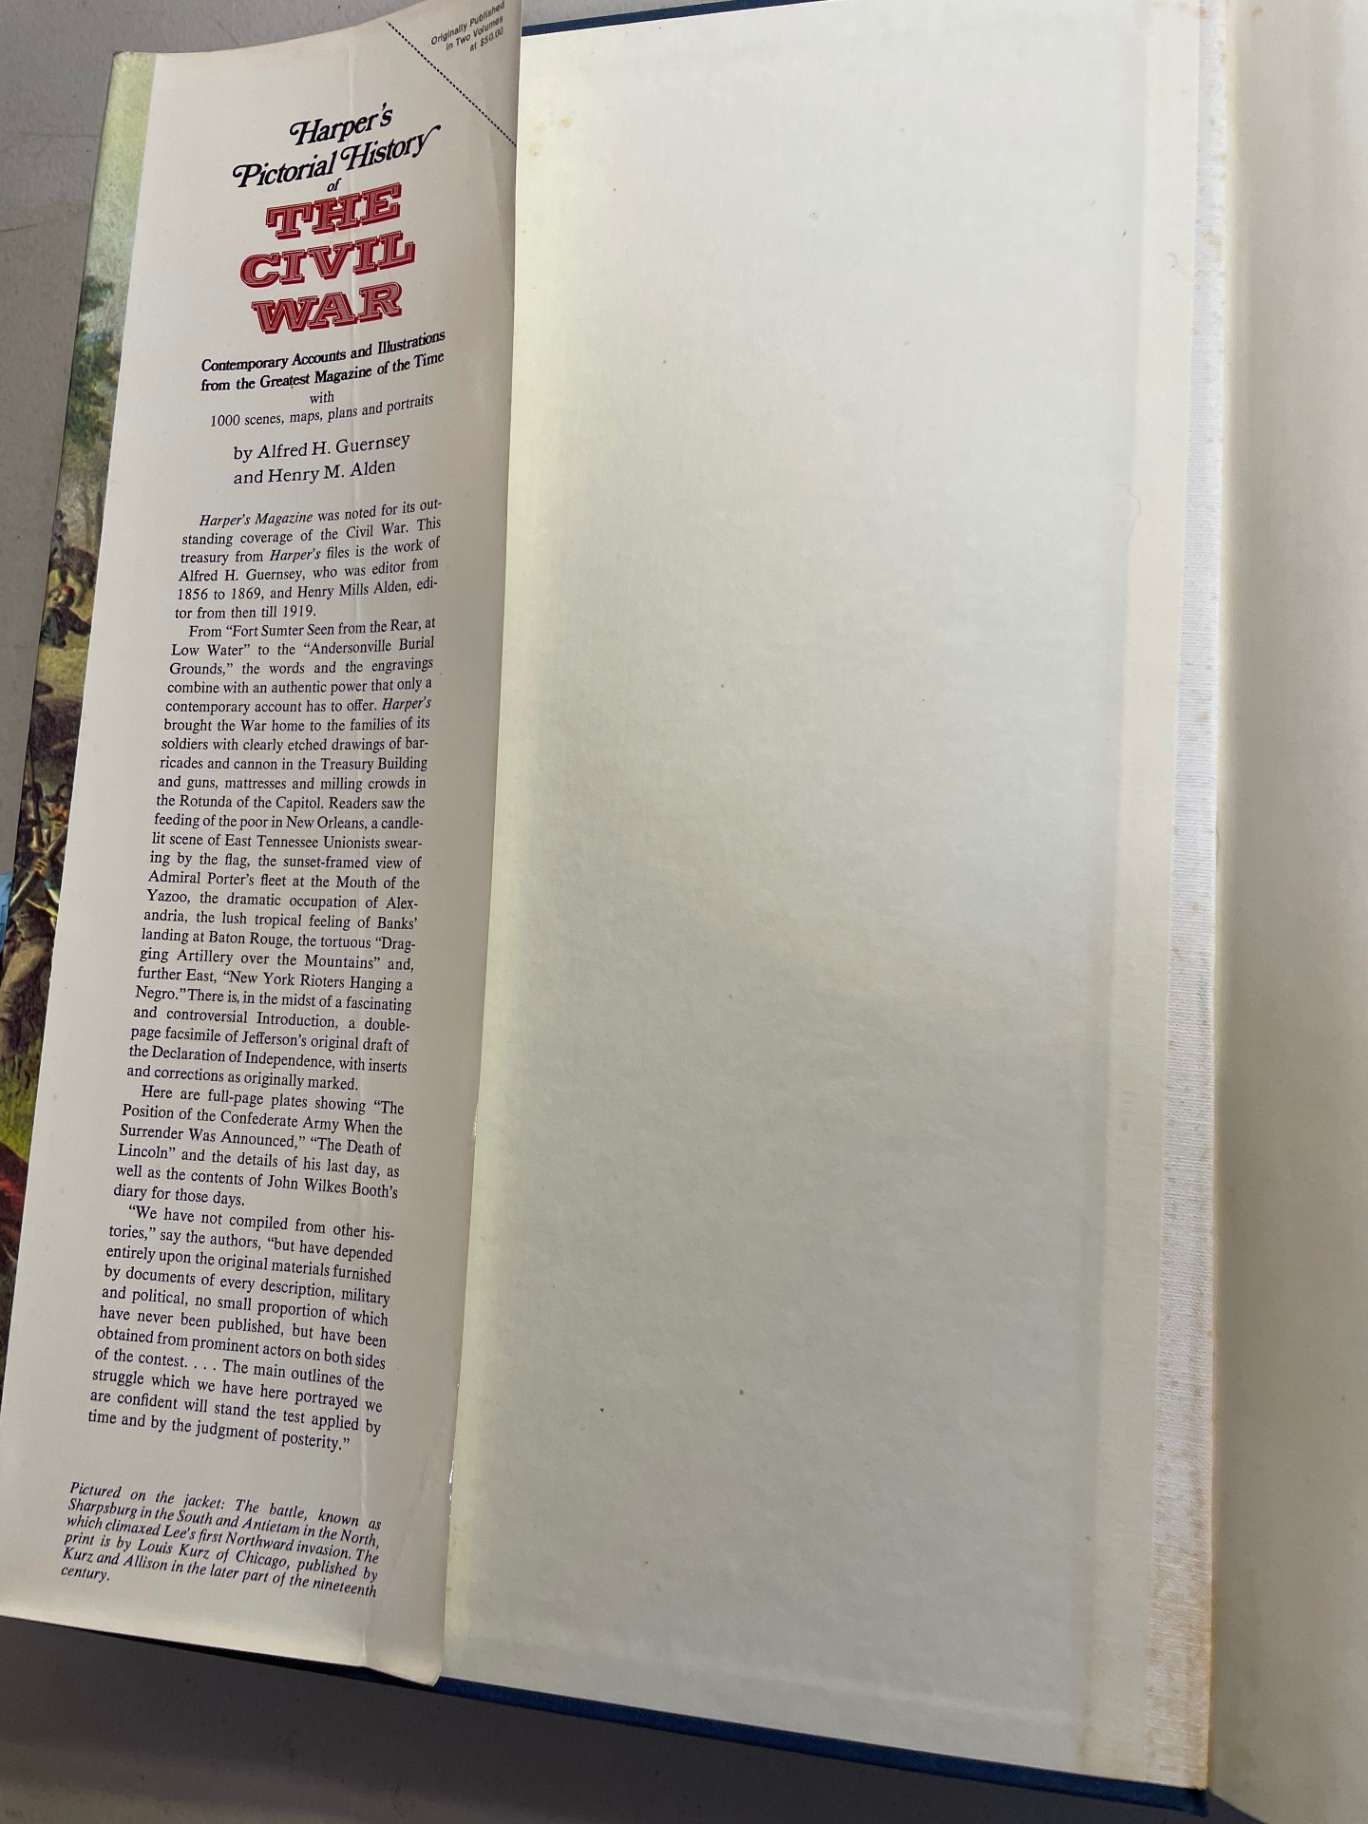 Originally Published
in Two Volumes
at $50.00
Harper's
Pictorial History
of
THE
CIVIL
WAR
Contemporary Accounts and Illustrations
from the Greatest Magazine of the Time
with
1000 scenes, maps, plans and portraits
by Alfred H. Guernsey
and Henry M. Alden
Harper's Magazine was noted for its out-
standing coverage of the Civil War. This
treasury from Harper's files is the work of
Alfred H. Guernsey, who was editor from
1856 to 1869, and Henry Mills Alden, edi-
tor from then till 1919.
From “Fort Sumter Seen from the Rear, at
Low Water” to the “Andersonville Burial
Grounds,” the words and the engravings
combine with an authentic power that only a
contemporary account has to offer. Harper's
brought the War home to the families of its
soldiers with clearly etched drawings of bar-
ricades and cannon in the Treasury Building
and guns, mattresses and milling crowds in
the Rotunda of the Capitol. Readers saw the
feeding of the poor in New Orleans, a candle-
lit scene of East Tennessee Unionists swear-
ing by the flag, the sunset-framed view of
Admiral Porter's fleet at the Mouth of the
Yazoo, the dramatic occupation of Alex-
andria, the lush tropical feeling of Banks'
landing at Baton Rouge, the tortuous “Drag-
ging Artillery over the Mountains” and,
further East, “New York Rioters Hanging a
Negro.” There is, in the midst of a fascinating
and controversial Introduction, a double-
page facsimile of Jefferson's original draft of
the Declaration of Independence, with inserts
and corrections as originally marked.
Here are full-page plates showing “The
Position of the Confederate Army When the
Surrender Was Announced,” “The Death of
Lincoln” and the details of his last day, as
well as the contents of John Wilkes Booth's
diary for those days.
“We have not compiled from other his-
tories,” say the authors, “but have depended
entirely upon the original materials furnished
by documents of every description, military
and political, no small proportion of which
have never been published, but have been
obtained from prominent actors on both sides
of the contest. . . . The main outlines of the
struggle which we have here portrayed we
are confident will stand the test applied by
time and by the judgment of posterity.”
Pictured on the jacket: The battle, known as
Sharpsburg in the South and Antietam in the North,
which climaxed Lee's first Northward invasion. The
print is by Louis Kurz of Chicago, published by
Kurz and Allison in the later part of the nineteenth
century.